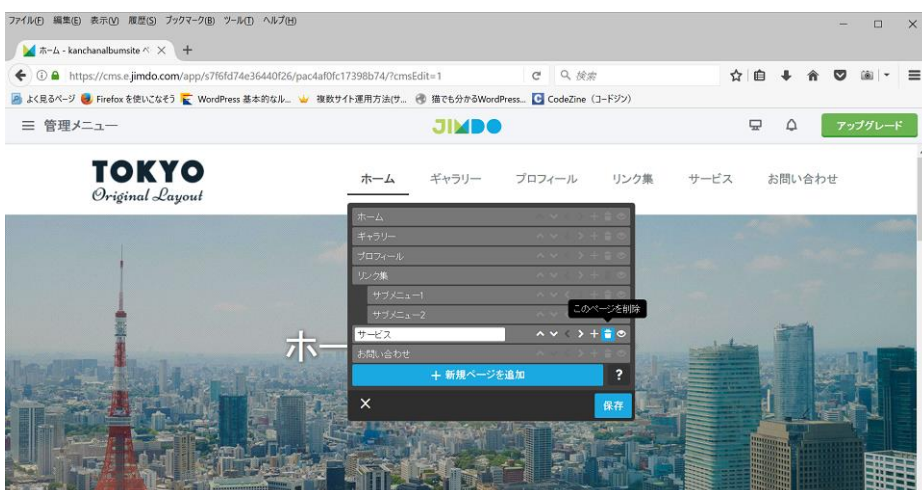 ファイル(F) 編集(E) 表示(V) 履歴(S) ブックマーク(B) ツール(T) ヘルプ(H)
ホーム - kanchanalbumsite ペ
https://cms.e.jimdo.com/app/s7f6fd74e36440f26/pac4af0fc17398b74/?cmsEdit=1
検索
よく見るページ Firefox を使いこなそう WordPress 基本的なル... 複数サイト運用方法(サ... 猫でも分かるWordPress... CodeZine（コードジン）
管理メニュー
JIMDO
アップグレード
TOKYO
Original Layout
ホーム ギャラリー プロフィール リンク集 サービス お問い合わせ
ホーム
ギャラリー
プロフィール
リンク集
サブメニュー1
サブメニュー2
このページを削除
サービス
ホー
お問い合わせ
+ 新規ページを追加 ?
保存